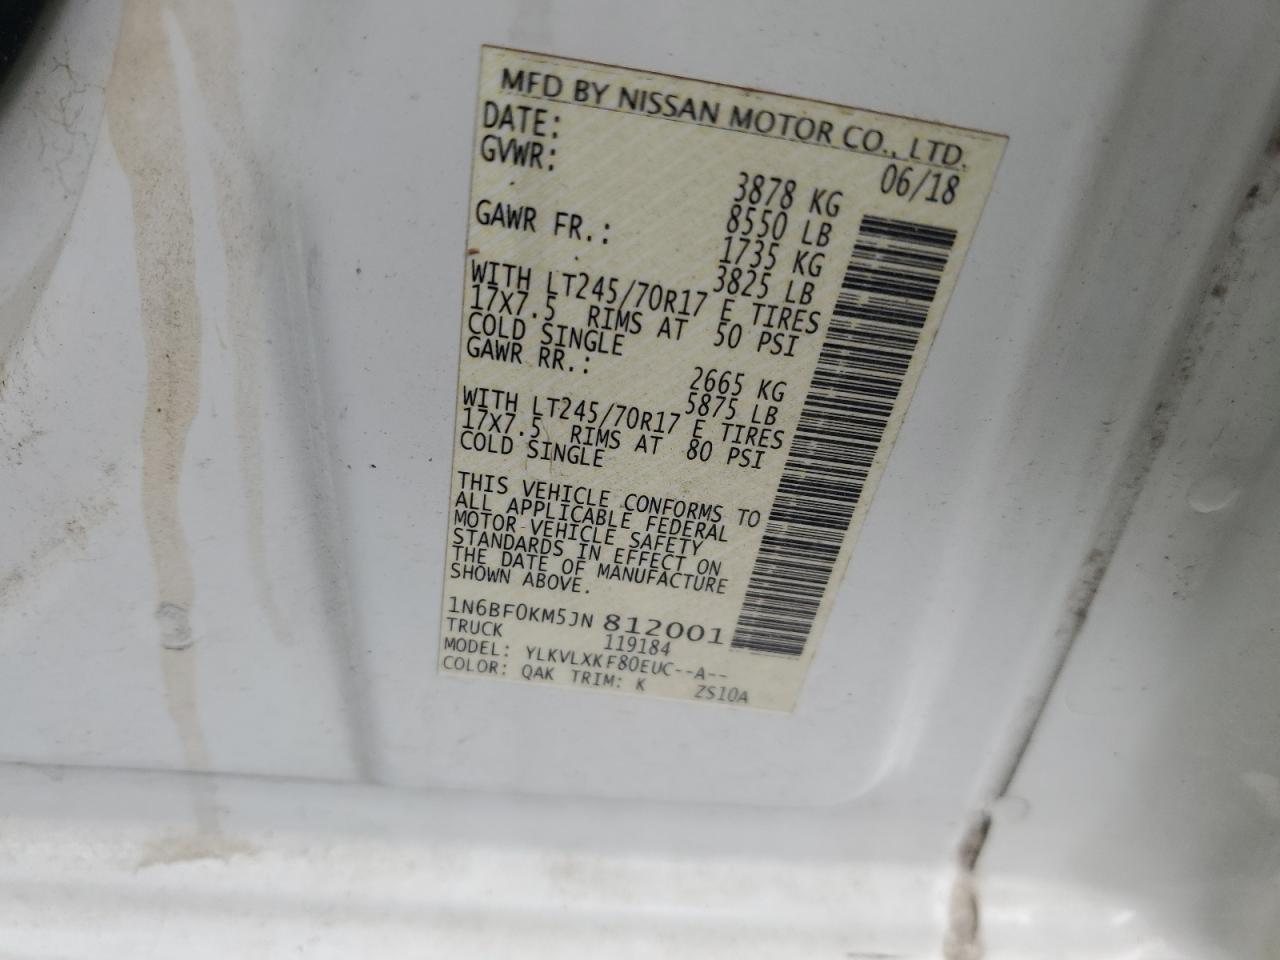 MFD BY NISSAN MOTOR CO., LTD.
DATE: 06/18
GVWR: 3878 KG
8550 LB
GAWR FR.: 1735 KG
3825 LB
WITH LT245/70R17 E TIRES
17X7.5 RIMS AT 50 PSI
COLD SINGLE
GAWR RR.: 2665 KG
5875 LB
WITH LT245/70R17 E TIRES
17X7.5 RIMS AT 80 PSI
COLD SINGLE
THIS VEHICLE CONFORMS TO
ALL APPLICABLE FEDERAL
MOTOR VEHICLE SAFETY
STANDARDS IN EFFECT ON
THE DATE OF MANUFACTURE
SHOWN ABOVE.
1N6BF0KM5JN 812001
TRUCK 119184
MODEL: YLKVLXKF80EUC--A--
COLOR: QAK TRIM: K ZS10A